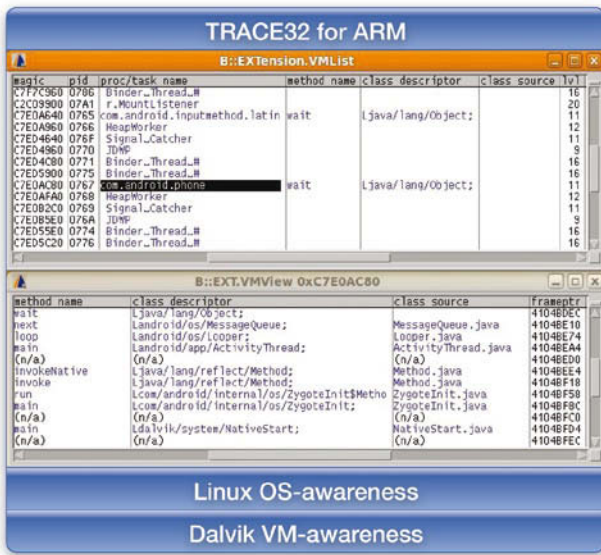 TRACE32 for ARM
B::EXTension.VMList
magic pid proc/task name method name class descriptor class source lvl
C7F7C960 0706 Binder_Thread_# 16
C2C09900 07A1 r.MountListener 20
C7E0A640 0765 com.android.inputmethod.latin wait Ljava/lang/Object; 11
C7E0A960 0766 HeapWorker 12
C7ED4640 076F Signal_Catcher 11
C7ED4960 0770 JDWP 9
C7ED4C80 0771 Binder_Thread_# 16
C7ED5900 0775 Binder_Thread_# 16
C7E0AC80 0767 com.android.phone wait Ljava/lang/Object; 11
C7E0AFA0 0768 HeapWorker 12
C7E0B2C0 0769 Signal_Catcher 11
C7E0B5E0 076A JDWP 9
C7ED55E0 0774 Binder_Thread_# 16
C7ED5C20 0776 Binder_Thread_# 16
B::EXT.VMView 0xC7E0AC80
method name class descriptor class source frameptr
wait Ljava/lang/Object; 4104BDEC
next Landroid/os/MessageQueue; MessageQueue.java 4104BE10
loop Landroid/os/Looper; Looper.java 4104BE74
main Landroid/app/ActivityThread; ActivityThread.java 4104BEA4
(n/a) (n/a) (n/a) 4104BED0
invokeNative Ljava/lang/reflect/Method; Method.java 4104BEE4
invoke Ljava/lang/reflect/Method; Method.java 4104BF18
run Lcom/android/internal/os/ZygoteInit$Metho ZygoteInit.java 4104BF58
main Lcom/android/internal/os/ZygoteInit; ZygoteInit.java 4104BF8C
(n/a) (n/a) (n/a) 4104BFC0
main Ldalvik/system/NativeStart; NativeStart.java 4104BFD4
(n/a) (n/a) (n/a) 4104BFEC
Linux OS-awareness
Dalvik VM-awareness